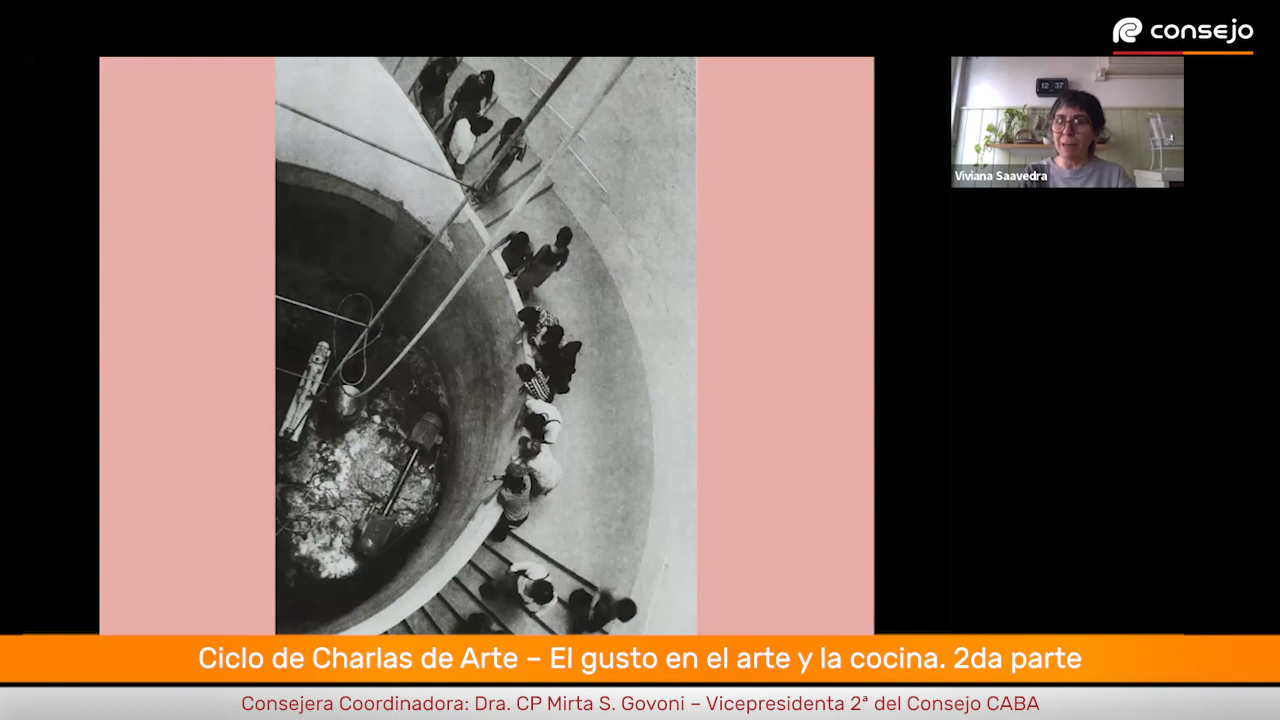 consejo
12 37
Viviana Saavedra
Ciclo de Charlas de Arte – El gusto en el arte y la cocina. 2da parte
Consejera Coordinadora: Dra. CP Mirta S. Govoni – Vicepresidenta 2ª del Consejo CABA